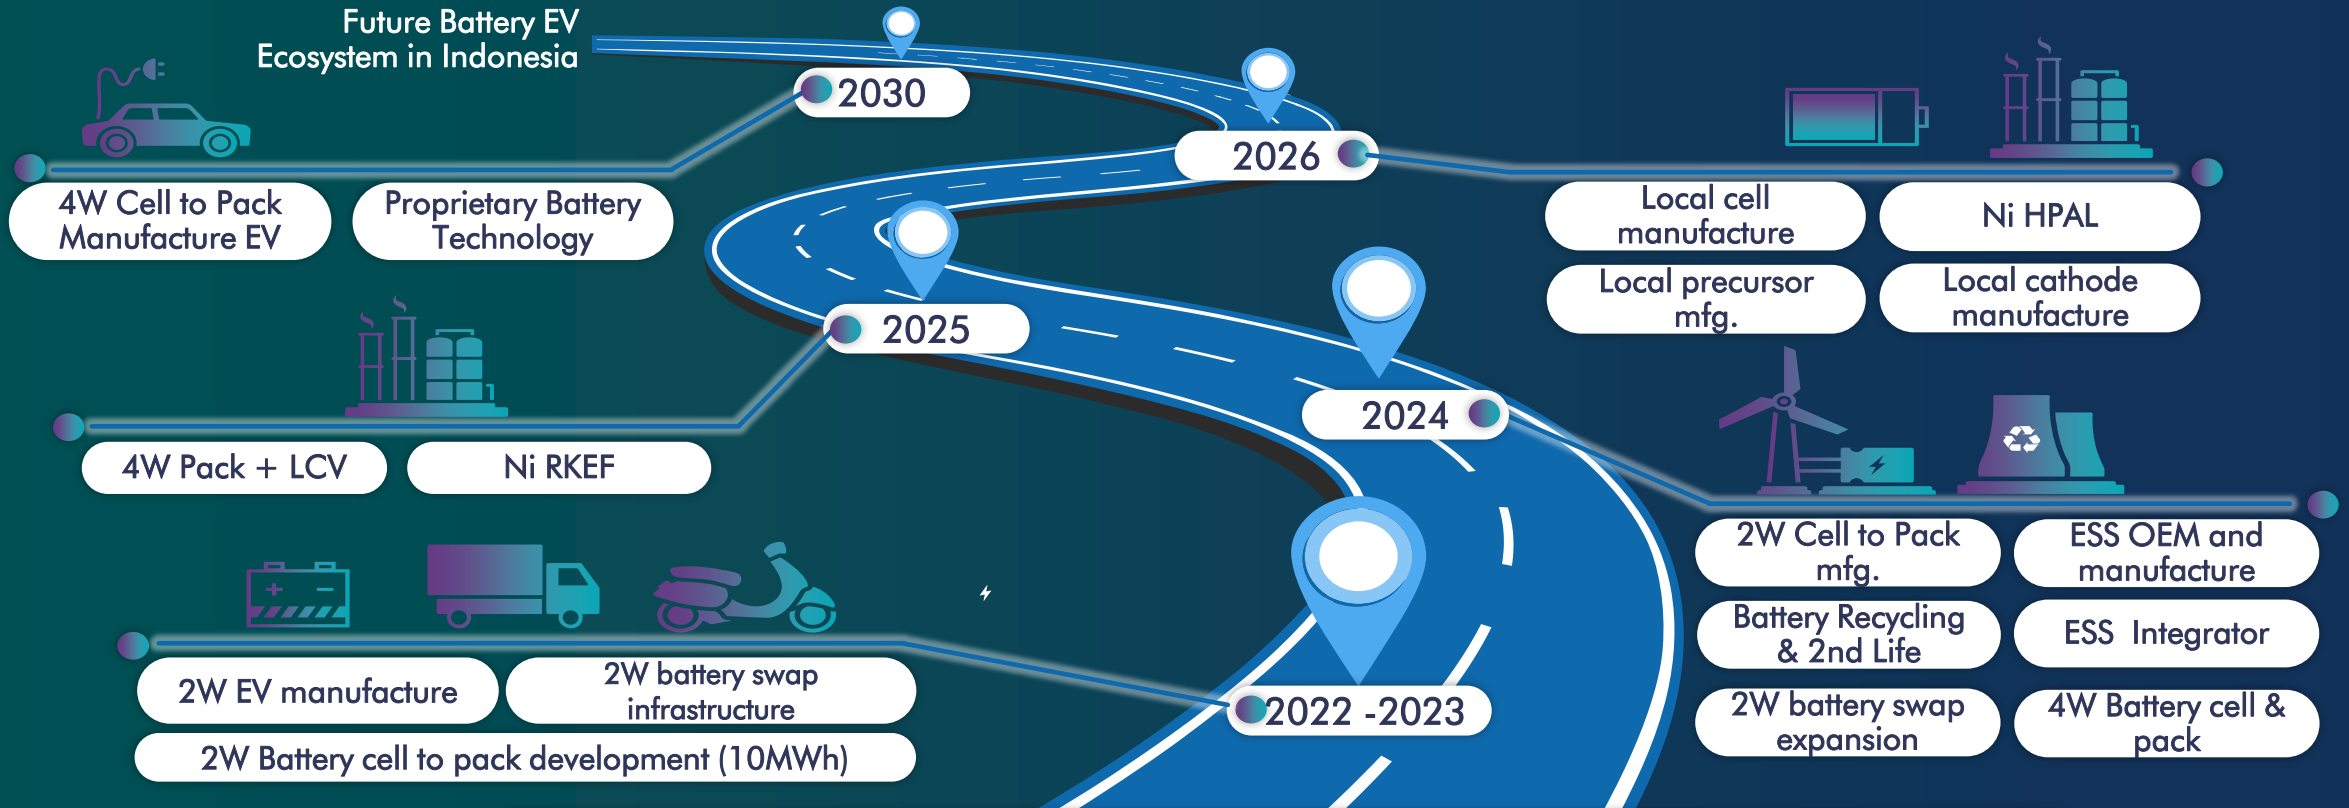 Future Battery EV
Ecosystem in Indonesia
2030
4W Cell to Pack
Manufacture EV
Proprietary Battery
Technology
2026
Local cell
manufacture
Ni HPAL
Local precursor
mfg.
Local cathode
manufacture
2025
4W Pack + LCV
Ni RKEF
2024
2W Cell to Pack
mfg.
ESS OEM and
manufacture
Battery Recycling
& 2nd Life
ESS  Integrator
2W battery swap
expansion
4W Battery cell &
pack
2022 -2023
2W EV manufacture
2W battery swap
infrastructure
2W Battery cell to pack development (10MWh)